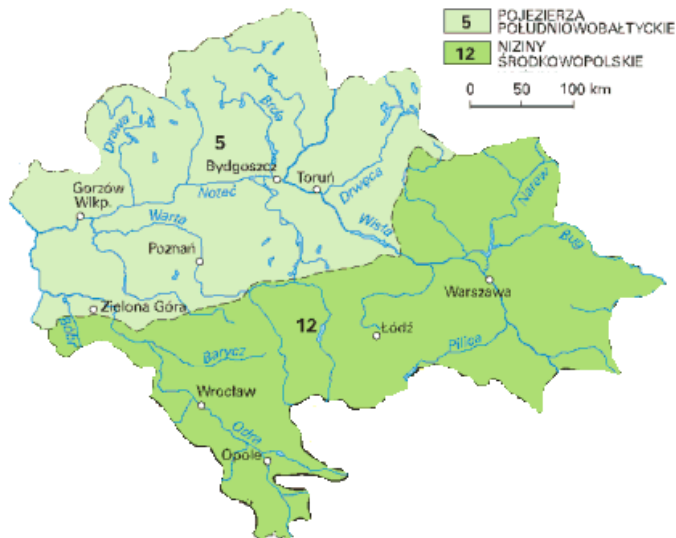 5 POJEZIERZA
POŁUDNIOWOBAŁTYCKIE
12 NIZINY
ŚRODKOWOPOLSKIE
0 50 100 km
Drawa
Brda
5
Bydgoszcz
Toruń
Drwęca
Narew
Gorzów
Wlkp.
Noteć
Warta
Wisła
Bug
Poznań
Warszawa
Zielona Góra
Odra
12
Łódź
Pilica
Barycz
Wrocław
Odra
Opole